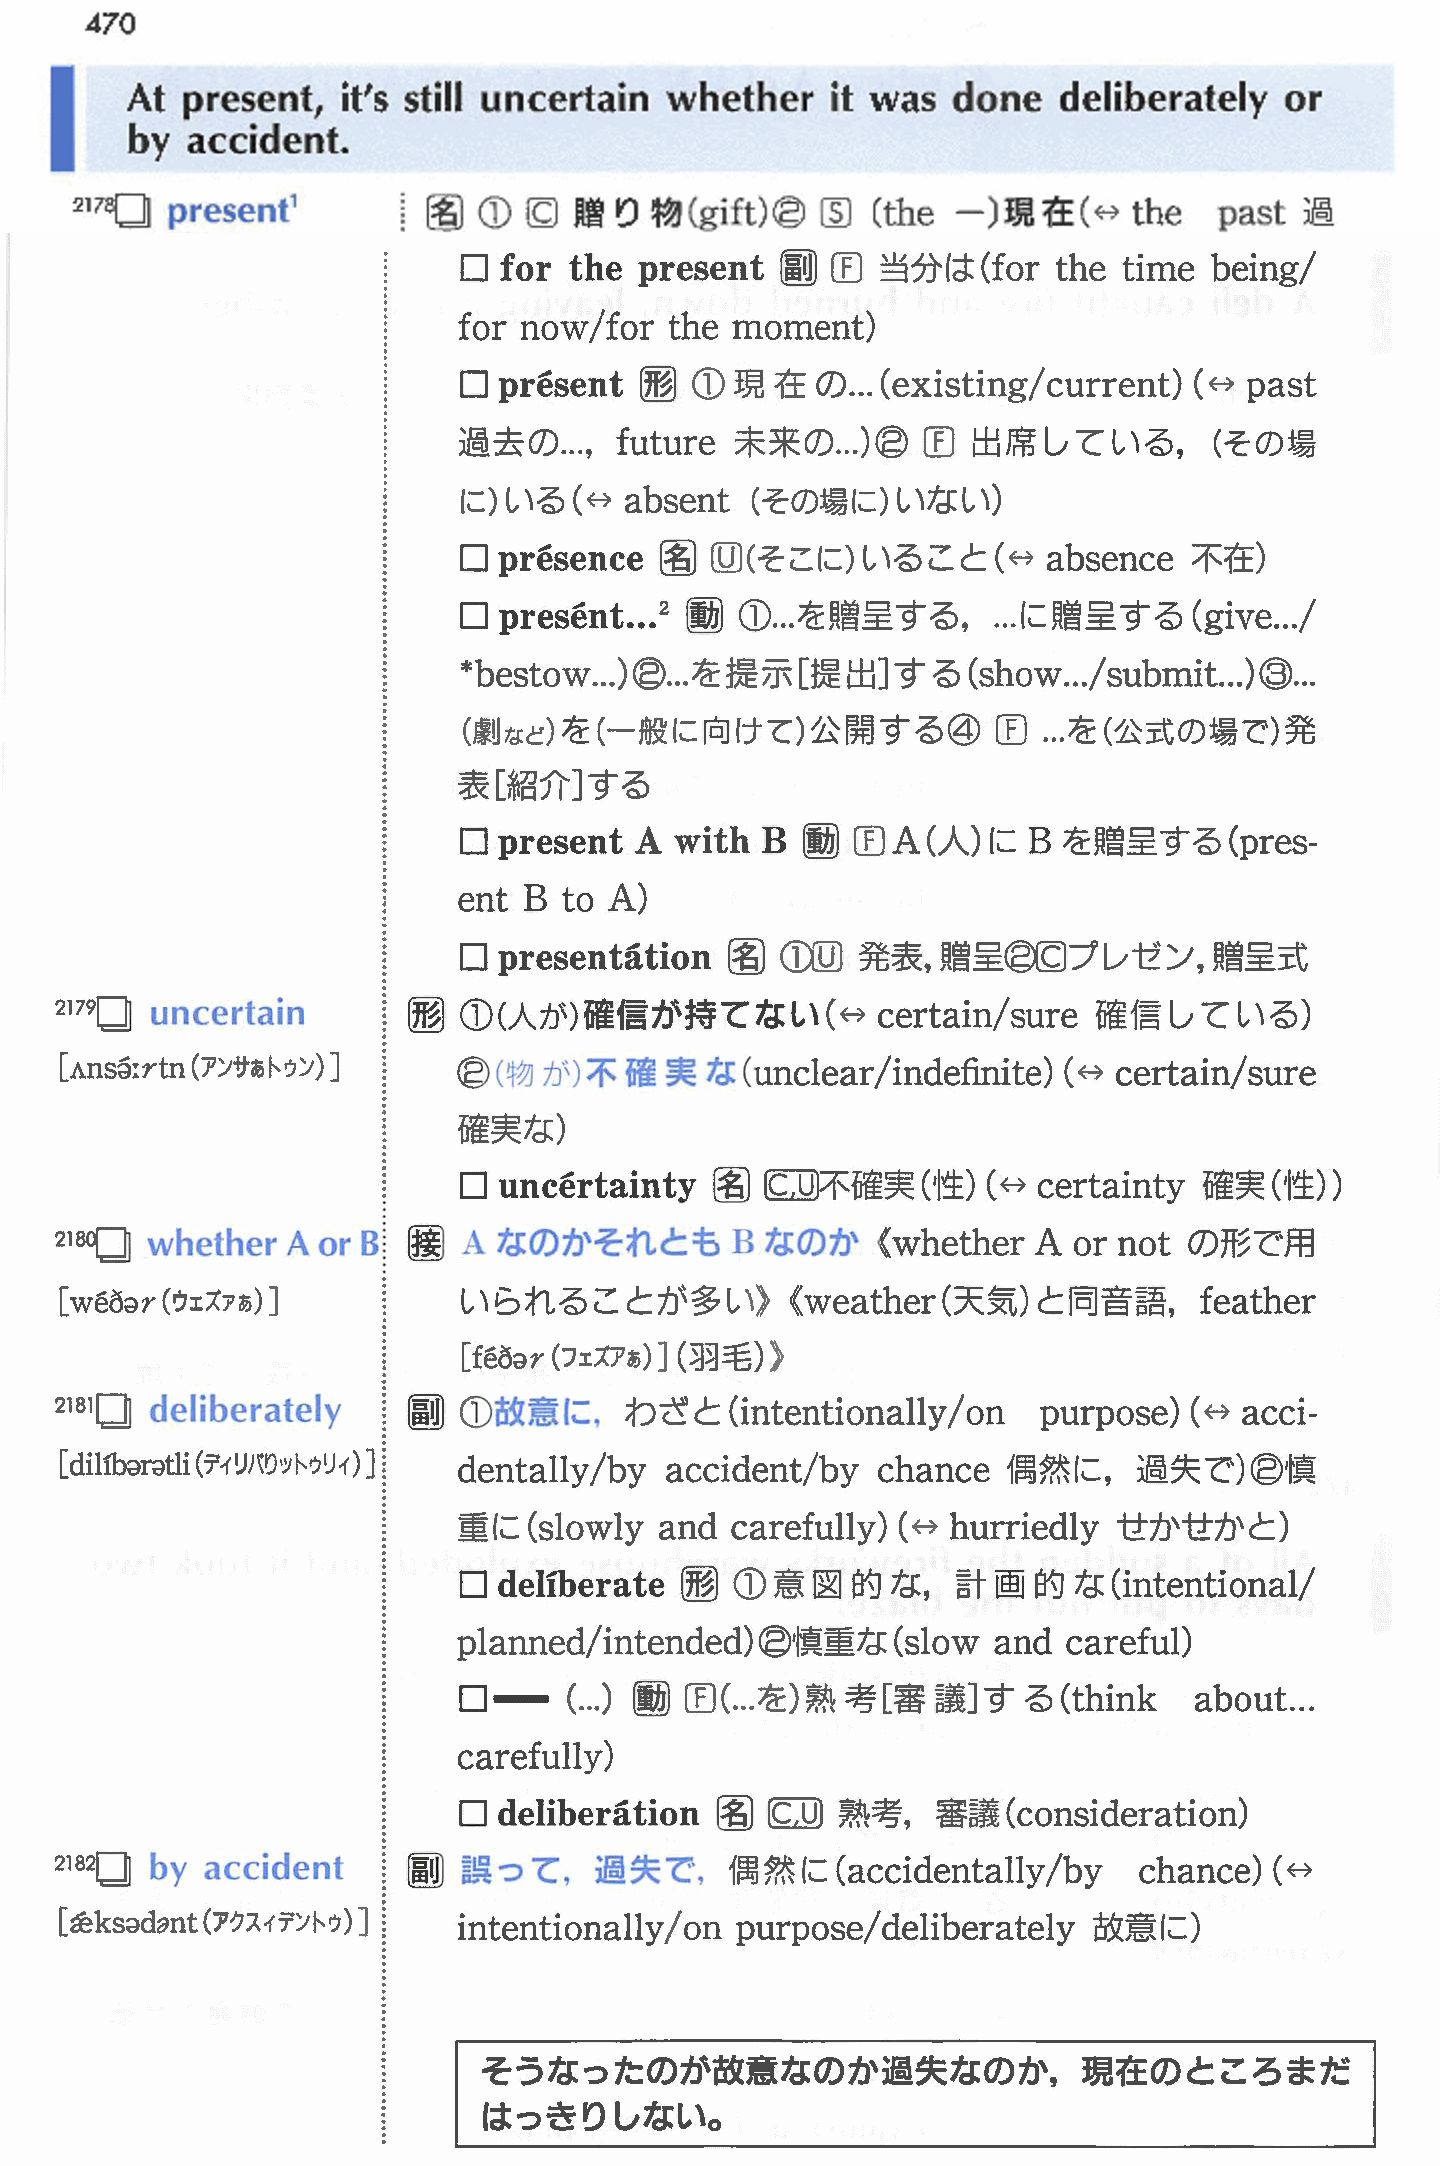 470
At present, it's still uncertain whether it was done deliberately or
by accident.
2178 □ present¹ 名 ① C 贈り物(gift)② S (the ―)現在(↔ the past 過
□ for the present 副 F 当分は(for the time being/
for now/for the moment)
□ présent 形 ①現在の…(existing/current)(↔ past
過去の…, future 未来の…)② F 出席している, (その場
に)いる(↔ absent (その場に)いない)
□ présence 名 U(そこに)いること(↔ absence 不在)
□ presént…² 動 ①…を贈呈する, …に贈呈する(give…/
*bestow…)②…を提示[提出]する(show…/submit…)③…
(劇など)を(一般に向けて)公開する④ F …を(公式の場で)発
表[紹介]する
□ present A with B 動 F A(人)に B を贈呈する(pres-
ent B to A)
□ presentátion 名 ①U 発表,贈呈②Cプレゼン,贈呈式
2179 □ uncertain 形 ①(人が)確信が持てない(↔ certain/sure 確信している)
[ʌnsə́ːrtn(アンサぁトゥン)] ②(物が)不確実な(unclear/indefinite)(↔ certain/sure
確実な)
□ uncértainty 名 C,U不確実(性)(↔ certainty 確実(性))
2180 □ whether A or B 接 A なのかそれとも B なのか 《whether A or not の形で用
[wéðər(ウェズァぁ)] いられることが多い》《weather(天気)と同音語, feather
[féðər(フェズアぁ)](羽毛)》
2181 □ deliberately 副 ①故意に, わざと(intentionally/on purpose)(↔ acci-
[dilíbərətli(ディリバりットゥリィ)] dentally/by accident/by chance 偶然に, 過失で)②慎
重に(slowly and carefully)(↔ hurriedly せかせかと)
□ delíberate 形 ①意図的な, 計画的な(intentional/
planned/intended)②慎重な(slow and careful)
□ ― (…) 動 F(…を)熟考[審議]する(think about…
carefully)
□ deliberátion 名 C,U 熟考, 審議(consideration)
2182 □ by accident 副 誤って, 過失で, 偶然に(accidentally/by chance)(↔
[ǽksədənt(アクスィデントゥ)] intentionally/on purpose/deliberately 故意に)
そうなったのが故意なのか過失なのか, 現在のところまだ
はっきりしない。